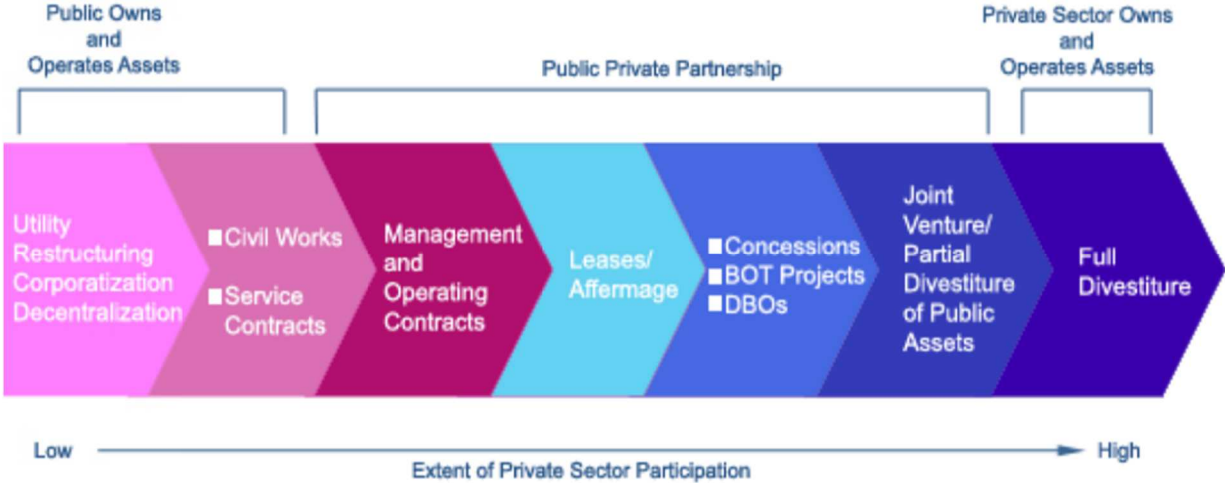 Public Owns
and
Operates Assets
Public Private Partnership
Private Sector Owns
and
Operates Assets
Utility
Restructuring
Corporatization
Decentralization
Civil Works
Service
Contracts
Management
and
Operating
Contracts
Leases/
Affermage
Concessions
BOT Projects
DBOs
Joint
Venture/
Partial
Divestiture
of Public
Assets
Full
Divestiture
Low
High
Extent of Private Sector Participation